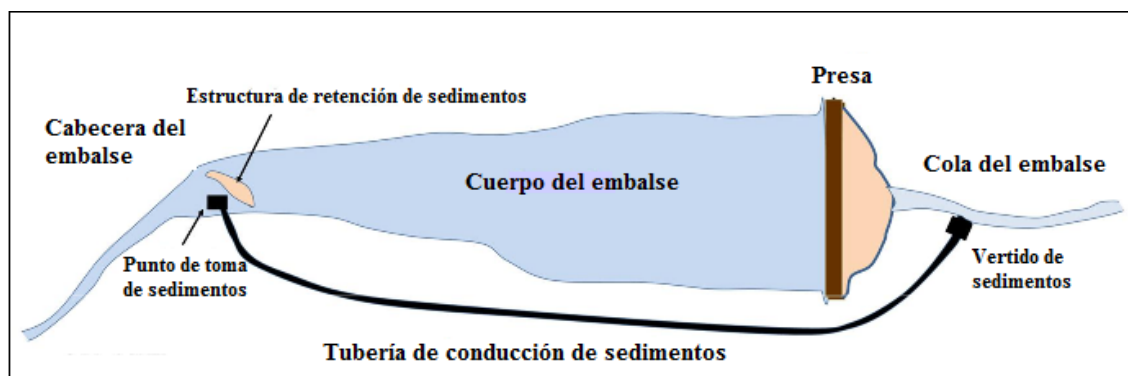 Presa
Estructura de retención de sedimentos
Cabecera del
embalse
Cola del embalse
Cuerpo del embalse
Punto de toma
de sedimentos
Vertido de
sedimentos
Tubería de conducción de sedimentos